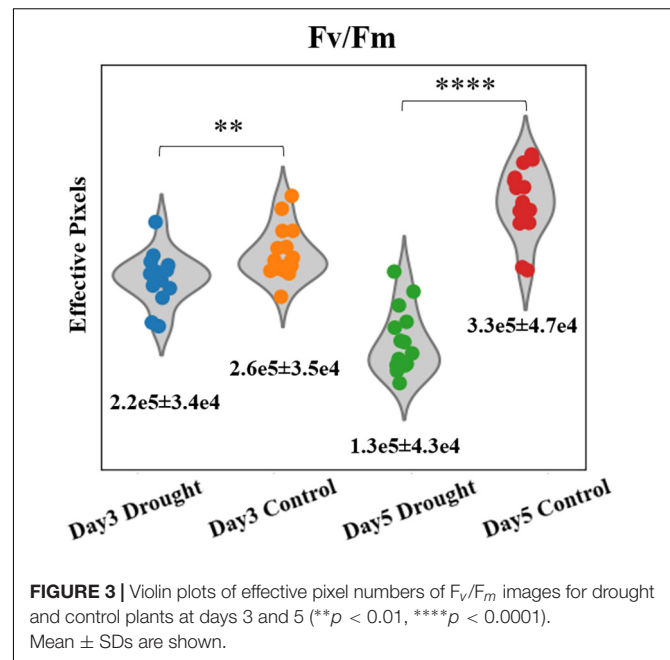 Fv/Fm
Effective Pixels
**
****
2.2e5±3.4e4
2.6e5±3.5e4
1.3e5±4.3e4
3.3e5±4.7e4
Day3 Drought
Day3 Control
Day5 Drought
Day5 Control
FIGURE 3 | Violin plots of effective pixel numbers of Fv/Fm images for drought
and control plants at days 3 and 5 (**p < 0.01, ****p < 0.0001).
Mean ± SDs are shown.